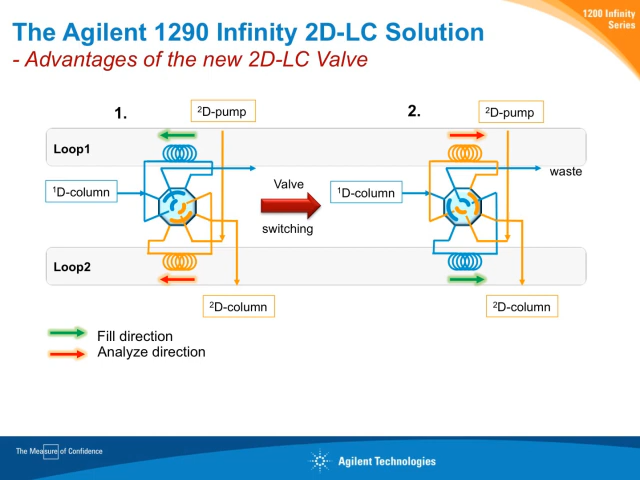 1200 Infinity
Series
The Agilent 1290 Infinity 2D-LC Solution
- Advantages of the new 2D-LC Valve
1.
²D-pump
2.
²D-pump
Loop1
waste
¹D-column
Valve
switching
¹D-column
Loop2
²D-column
²D-column
Fill direction
Analyze direction
The Measure of Confidence
Agilent Technologies